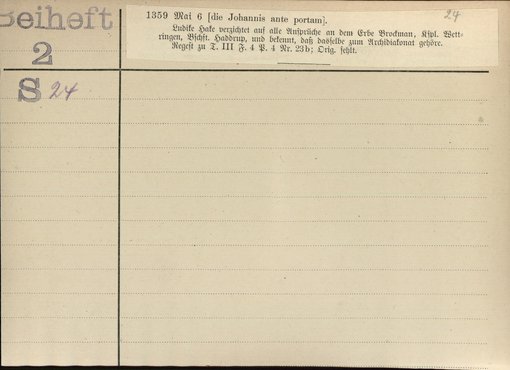 Beiheft
2
S 24
1359 Mai 6 [die Johannis ante portam].
24
Ludike Hake verzichtet auf alle Ansprüche an dem Erbe Brockman, Kspl. Wett-
ringen, Bschft. Haddrup, und bekennt, daß dasselbe zum Archidiakonat gehöre.
Regest zu T. III F. 4 P. 4 Nr. 23b; Orig. fehlt.